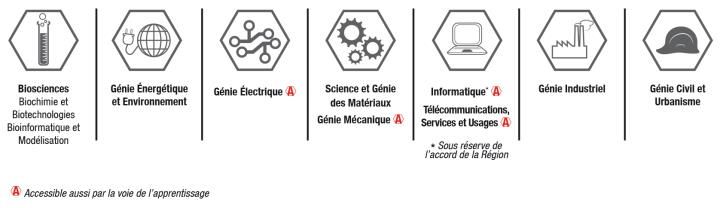 Biosciences
Biochimie et
Biotechnologies
Bioinformatique et
Modélisation
Génie Énergétique
et Environnement
Génie Électrique A
Science et Génie
des Matériaux
Génie Mécanique A
Informatique* A
Télécommunications,
Services et Usages A
* Sous réserve de
l'accord de la Région
Génie Industriel
Génie Civil et
Urbanisme
A Accessible aussi par la voie de l'apprentissage